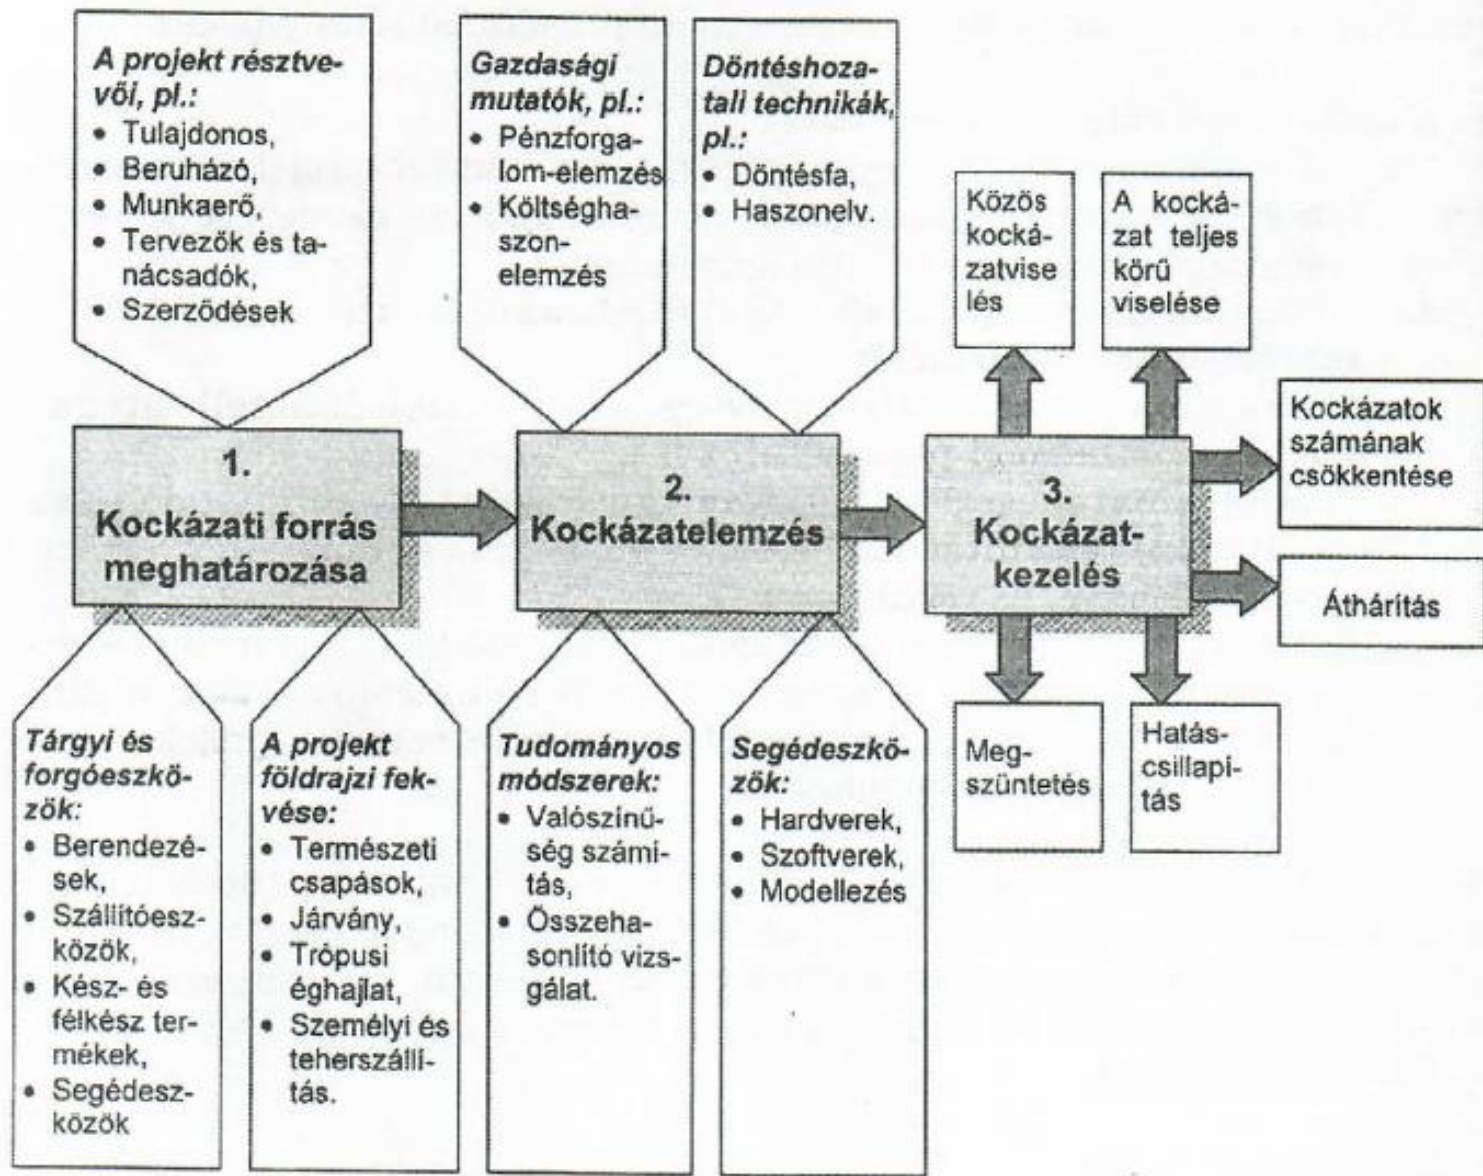 A projekt résztve-
vői, pl.:
• Tulajdonos,
• Beruházó,
• Munkaerő,
• Tervezők és ta-
nácsadók,
• Szerződések
Gazdasági
mutatók, pl.:
• Pénzforga-
lom-elemzés
• Költségha-
szon-
elemzés
Döntéshoza-
tali technikák,
pl.:
• Döntésfa,
• Haszonelv.
Közös
kocká-
zatvise
lés
A kocká-
zat teljes
körű
viselése
1.
Kockázati forrás
meghatározása
2.
Kockázatelemzés
3.
Kockázat-
kezelés
Kockázatok
számának
csökkentése
Áthárítás
Tárgyi és
forgóeszkö-
zök:
• Berendezé-
sek,
• Szállítóesz-
közök,
• Kész- és
félkész ter-
mékek,
• Segédesz-
közök
A projekt
földrajzi fek-
vése:
• Természeti
csapások,
• Járvány,
• Trópusi
éghajlat,
• Személyi és
teherszállí-
tás.
Tudományos
módszerek:
• Valószínű-
ség számí-
tás,
• Összeha-
sonlító vizs-
gálat.
Segédeszkö-
zök:
• Hardverek,
• Szoftverek,
• Modellezés
Meg-
szüntetés
Hatás-
csillapí-
tás